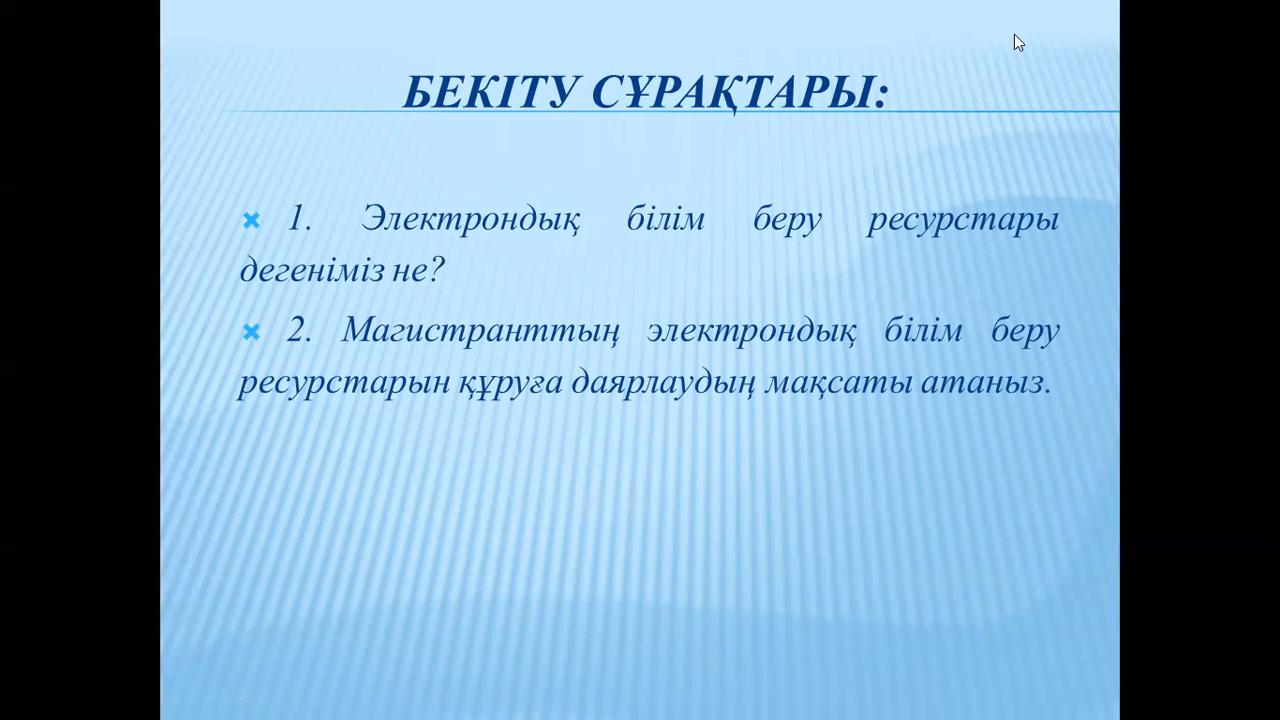 БЕКІТУ СҰРАҚТАРЫ:
1. Электрондық білім беру ресурстары
дегеніміз не?
2. Магистранттың электрондық білім беру
ресурстарын құруға даярлаудың мақсаты атаныз.